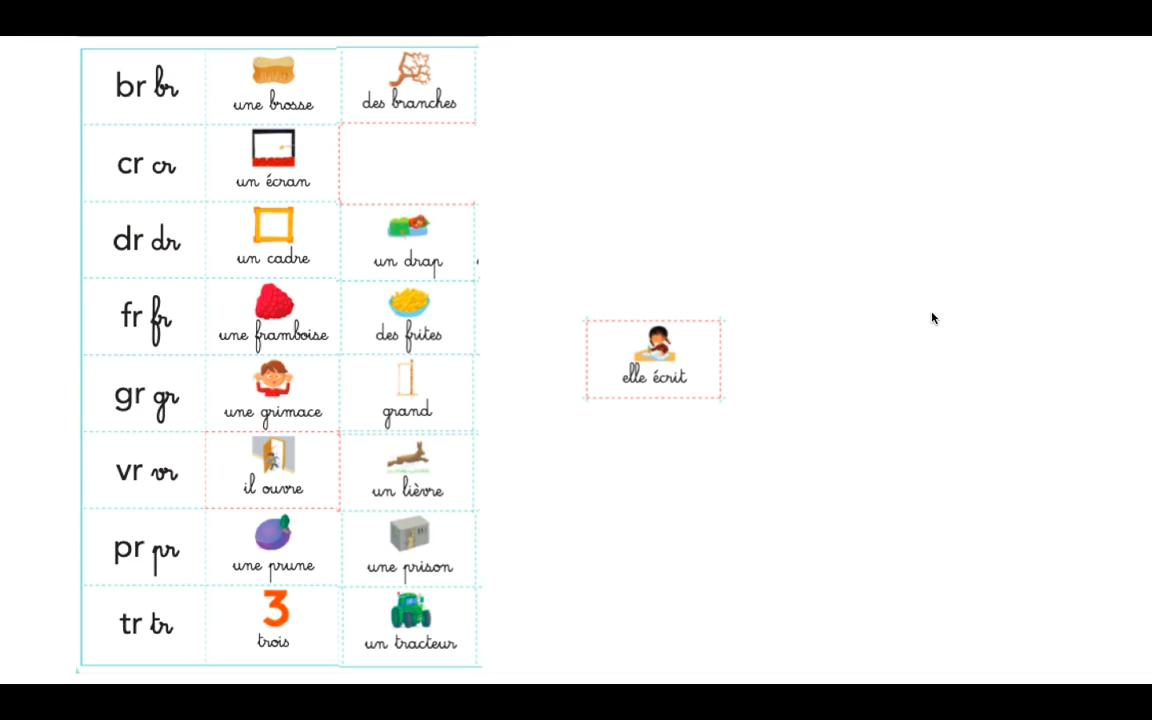 br br une brosse des branches
cr cr un écran
dr dr un cadre un drap
fr fr une framboise des frites
elle écrit
gr gr une grimace grand
vr vr il ouvre un lièvre
pr pr une prune une prison
tr tr 3 trois un tracteur